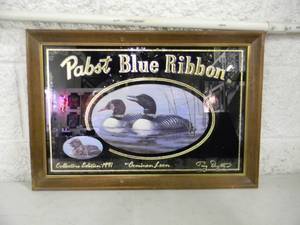 Pabst Blue Ribbon
Collectors Edition 1991 "Common Loon